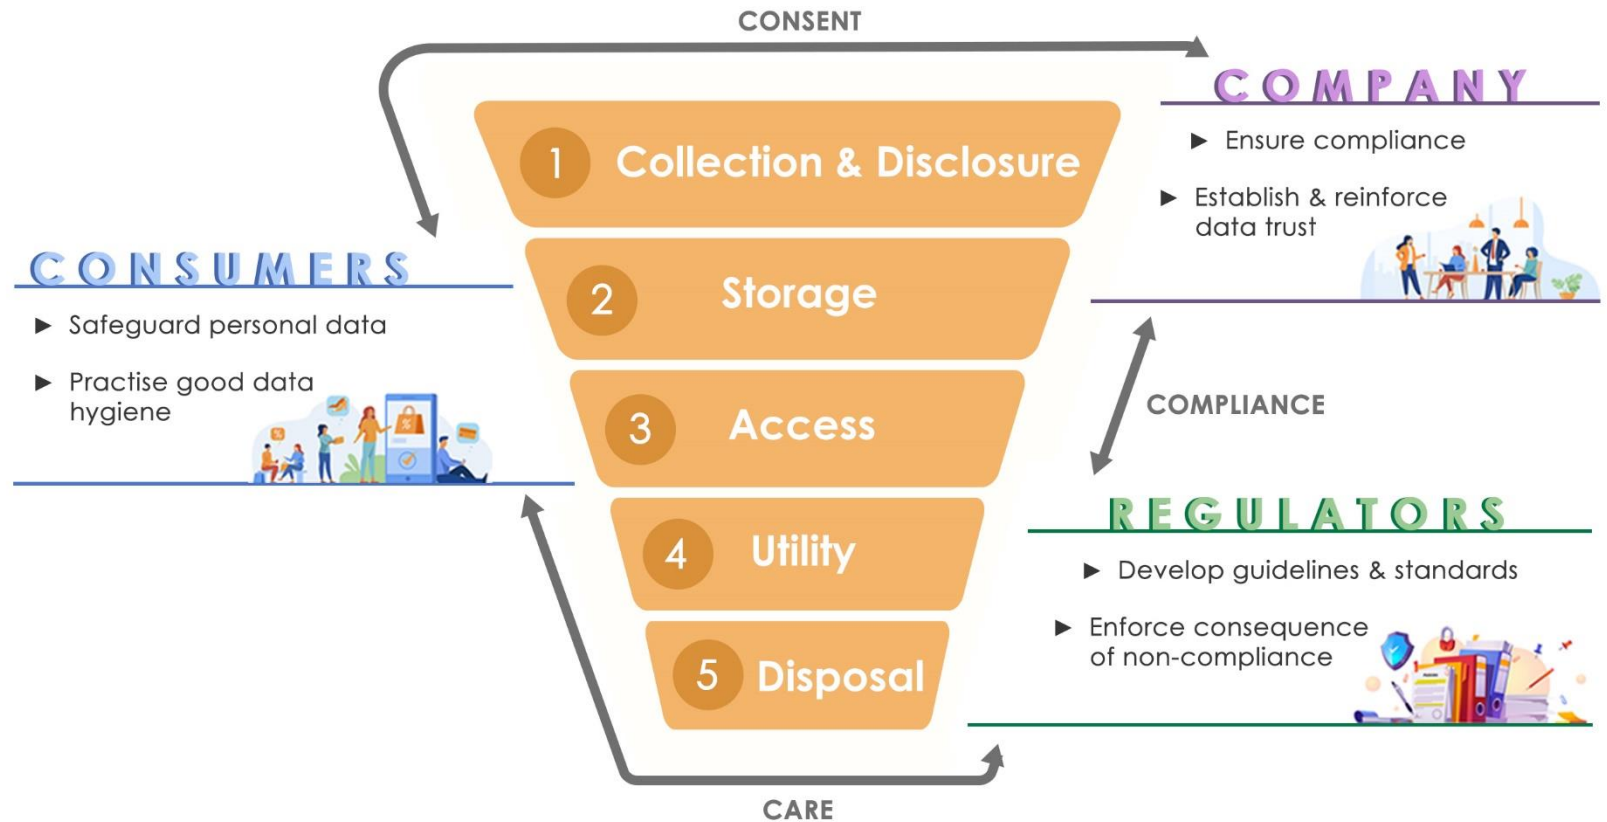 CONSENT
COMPANY
► Ensure compliance
► Establish & reinforce
data trust
1 Collection & Disclosure
CONSUMERS
► Safeguard personal data
► Practise good data
hygiene
2 Storage
3 Access
4 Utility
5 Disposal
COMPLIANCE
REGULATORS
► Develop guidelines & standards
► Enforce consequence
of non-compliance
CARE